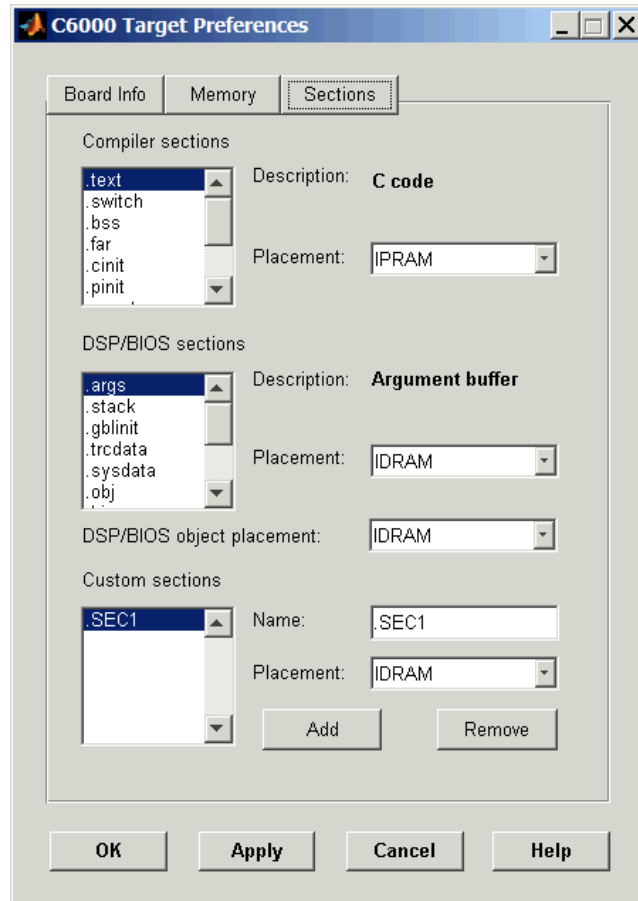 C6000 Target Preferences
Board Info Memory Sections
Compiler sections
.text
.switch
.bss
.far
.cinit
.pinit
Description: C code
Placement: IPRAM
DSP/BIOS sections
.args
.stack
.gblinit
.trcdata
.sysdata
.obj
Description: Argument buffer
Placement: IDRAM
DSP/BIOS object placement: IDRAM
Custom sections
.SEC1
Name: .SEC1
Placement: IDRAM
Add Remove
OK Apply Cancel Help